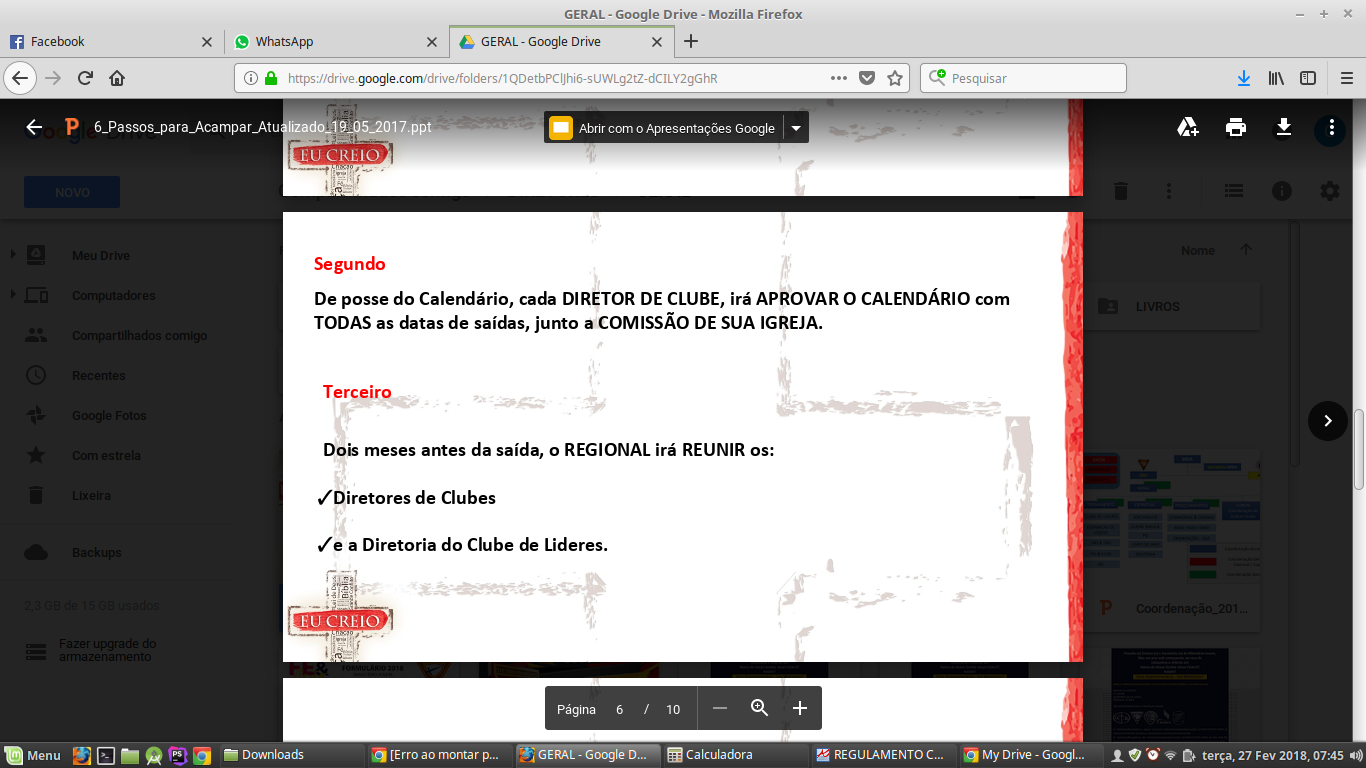 GERAL - Google Drive - Mozilla Firefox
Facebook
WhatsApp
GERAL - Google Drive
https://drive.google.com/drive/folders/1QDetbPClJhi6-sUWLg2tZ-dCILY2gGhR
Pesquisar
6_Passos_para_Acampar_Atualizado_19_05_2017.ppt
Abrir com o Apresentações Google
EU CREIO
Criação
NOVO
Meu Drive
Computadores
Compartilhados comigo
Recentes
Google Fotos
Com estrela
Lixeira
Backups
2,3 GB de 15 GB usados
Fazer upgrade do
armazenamento
Nome
LIVROS
Coordenação_201...
Segundo
De posse do Calendário, cada DIRETOR DE CLUBE, irá APROVAR O CALENDÁRIO com
TODAS as datas de saídas, junto a COMISSÃO DE SUA IGREJA.
Terceiro
Dois meses antes da saída, o REGIONAL irá REUNIR os:
✓Diretores de Clubes
✓e a Diretoria do Clube de Lideres.
Bíblia
EU CREIO
Criação
FORMULÁRIO 2018
Página 6 / 10
Menu
Downloads
[Erro ao montar p...
GERAL - Google D...
Calculadora
REGULAMENTO C...
My Drive - Googl...
terça, 27 Fev 2018, 07:45